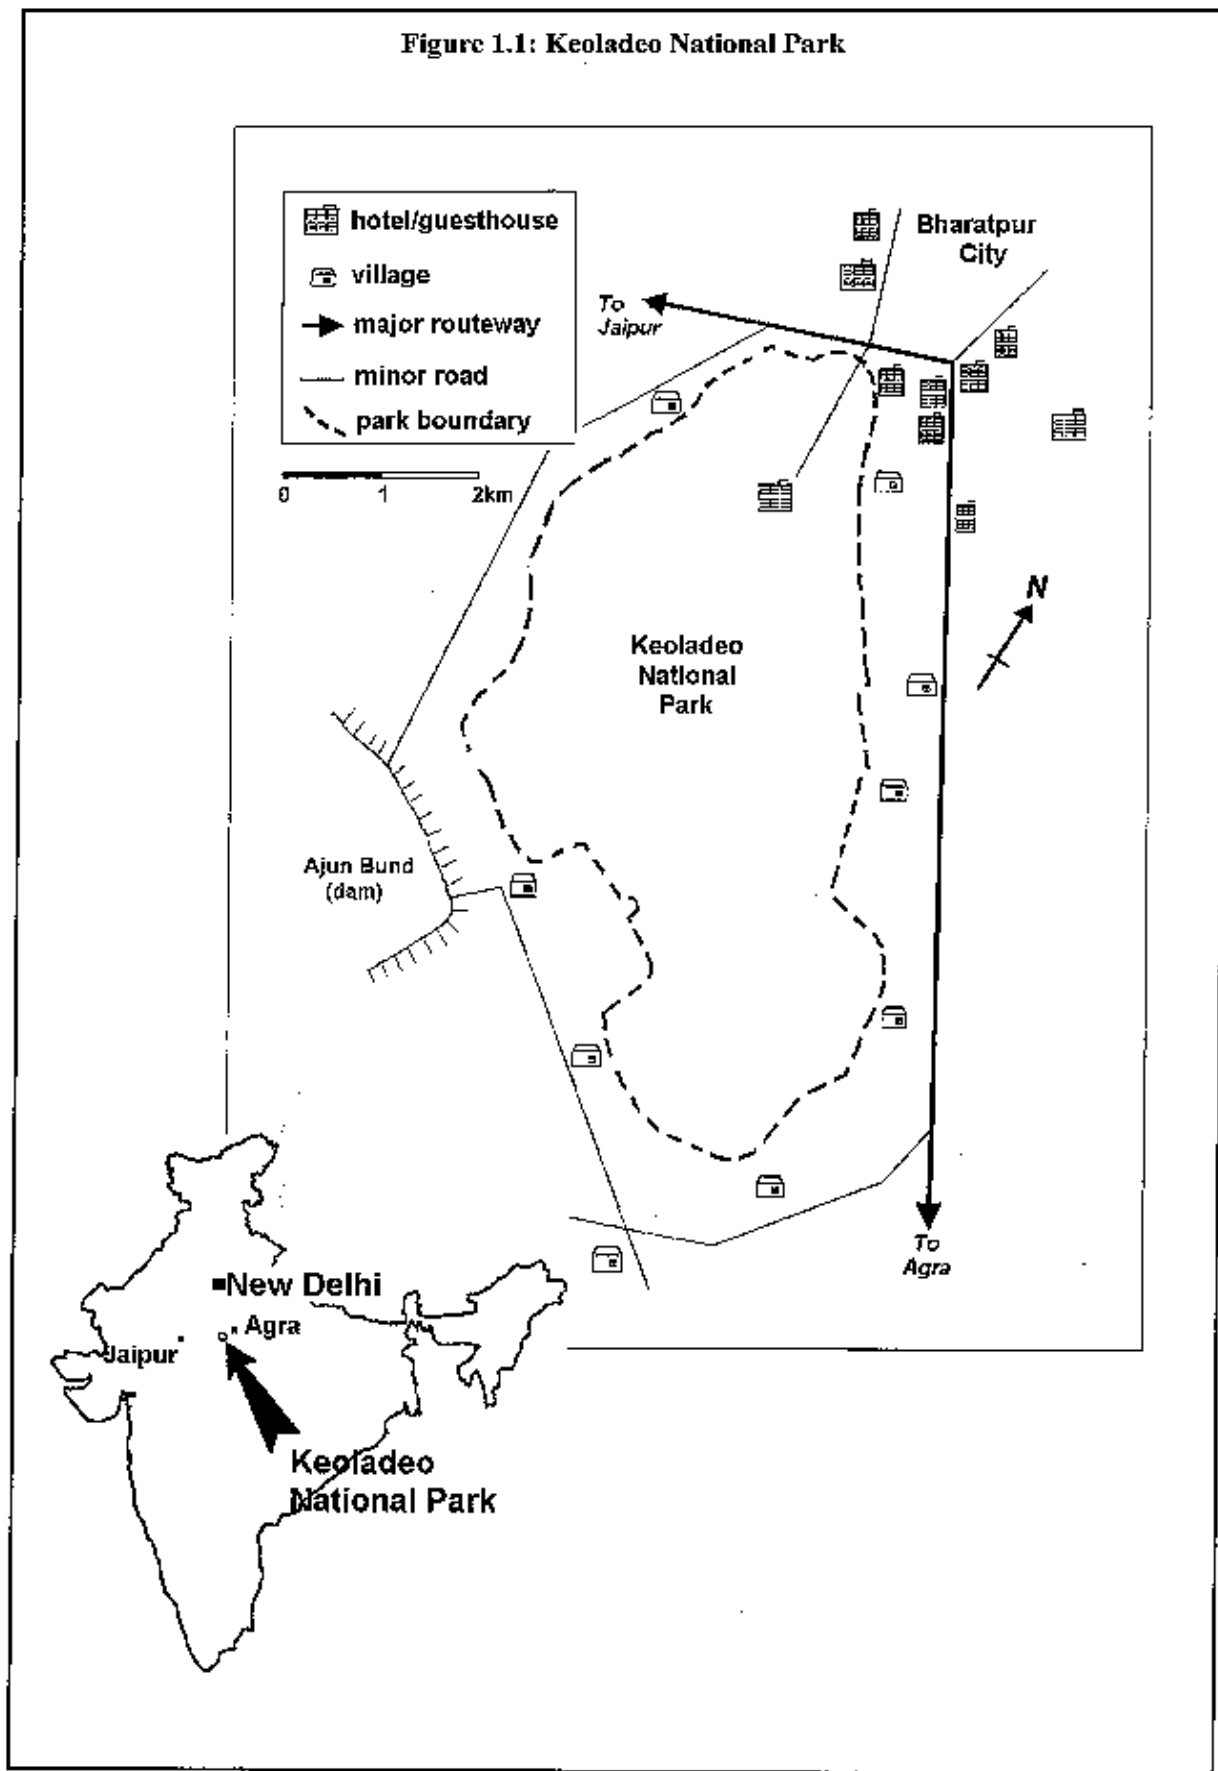 Figure 1.1: Keoladeo National Park
hotel/guesthouse
village
major routeway
minor road
park boundary
0 1 2km
To
Jaipur
Bharatpur
City
N
Keoladeo
National
Park
Ajun Bund
(dam)
To
Agra
New Delhi
Agra
Jaipur
Keoladeo
National Park